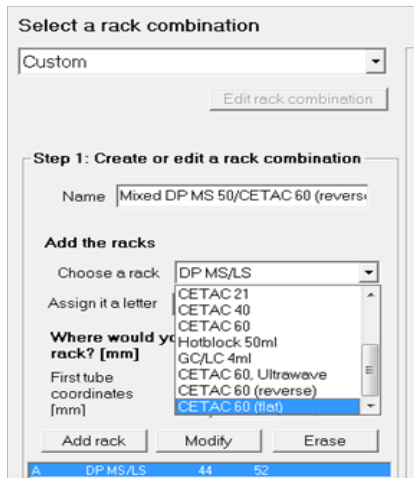 Select a rack combination
Custom
Edit rack combination
Step 1: Create or edit a rack combination
Name Mixed DP MS 50/CETAC 60 (revers
Add the racks
Choose a rack DP MS/LS
CETAC 21
Assign it a letter CETAC 40
CETAC 60
Where would yo Hotblock 50ml
rack? [mm] GC/LC 4ml
First tube CETAC 60, Ultrawave
coordinates CETAC 60 (reverse)
[mm] CETAC 60 (flat)
Add rack Modify Erase
A DP MS/LS 44 52